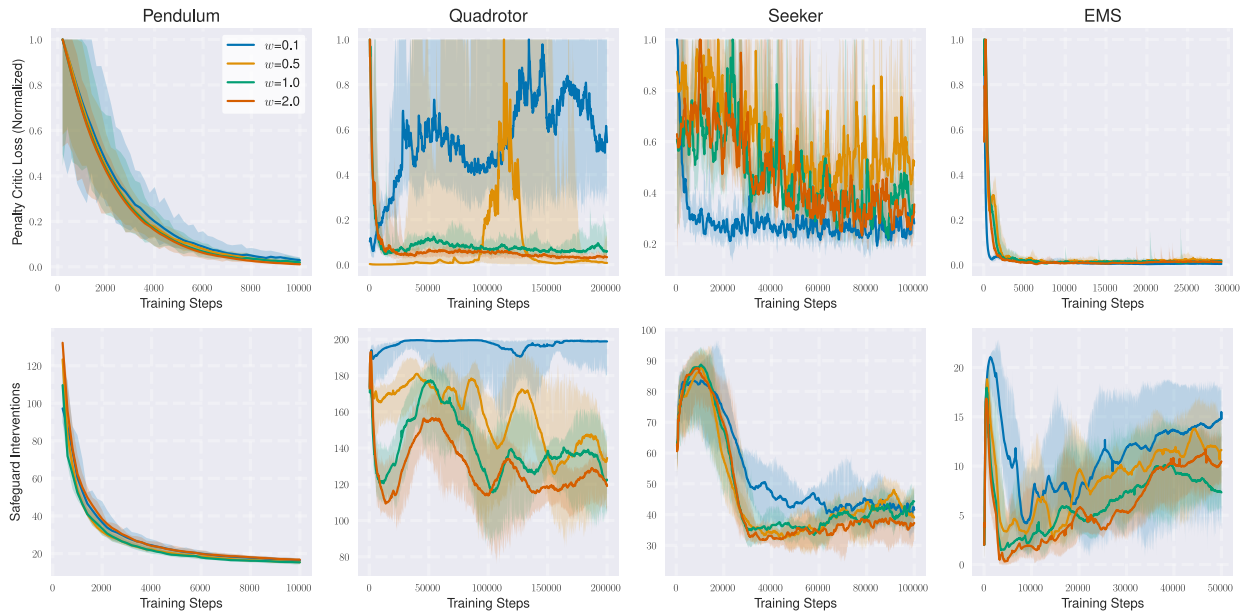 Pendulum
Quadrotor
Seeker
EMS
Penalty Critic Loss (Normalized)
1.0
0.8
0.6
0.4
0.2
0.0
w=0.1
w=0.5
w=1.0
w=2.0
0 2000 4000 6000 8000 10000
Training Steps
1.0
0.8
0.6
0.4
0.2
0.0
0 50000 100000 150000 200000
Training Steps
1.0
0.8
0.6
0.4
0.2
0 20000 40000 60000 80000 100000
Training Steps
1.0
0.8
0.6
0.4
0.2
0.0
0 5000 10000 15000 20000 25000 30000
Training Steps
Safeguard Interventions
120
100
80
60
40
20
0 2000 4000 6000 8000 10000
Training Steps
200
180
160
140
120
100
80
0 50000 100000 150000 200000
Training Steps
100
90
80
70
60
50
40
30
0 20000 40000 60000 80000 100000
Training Steps
20
15
10
5
0
0 10000 20000 30000 40000 50000
Training Steps